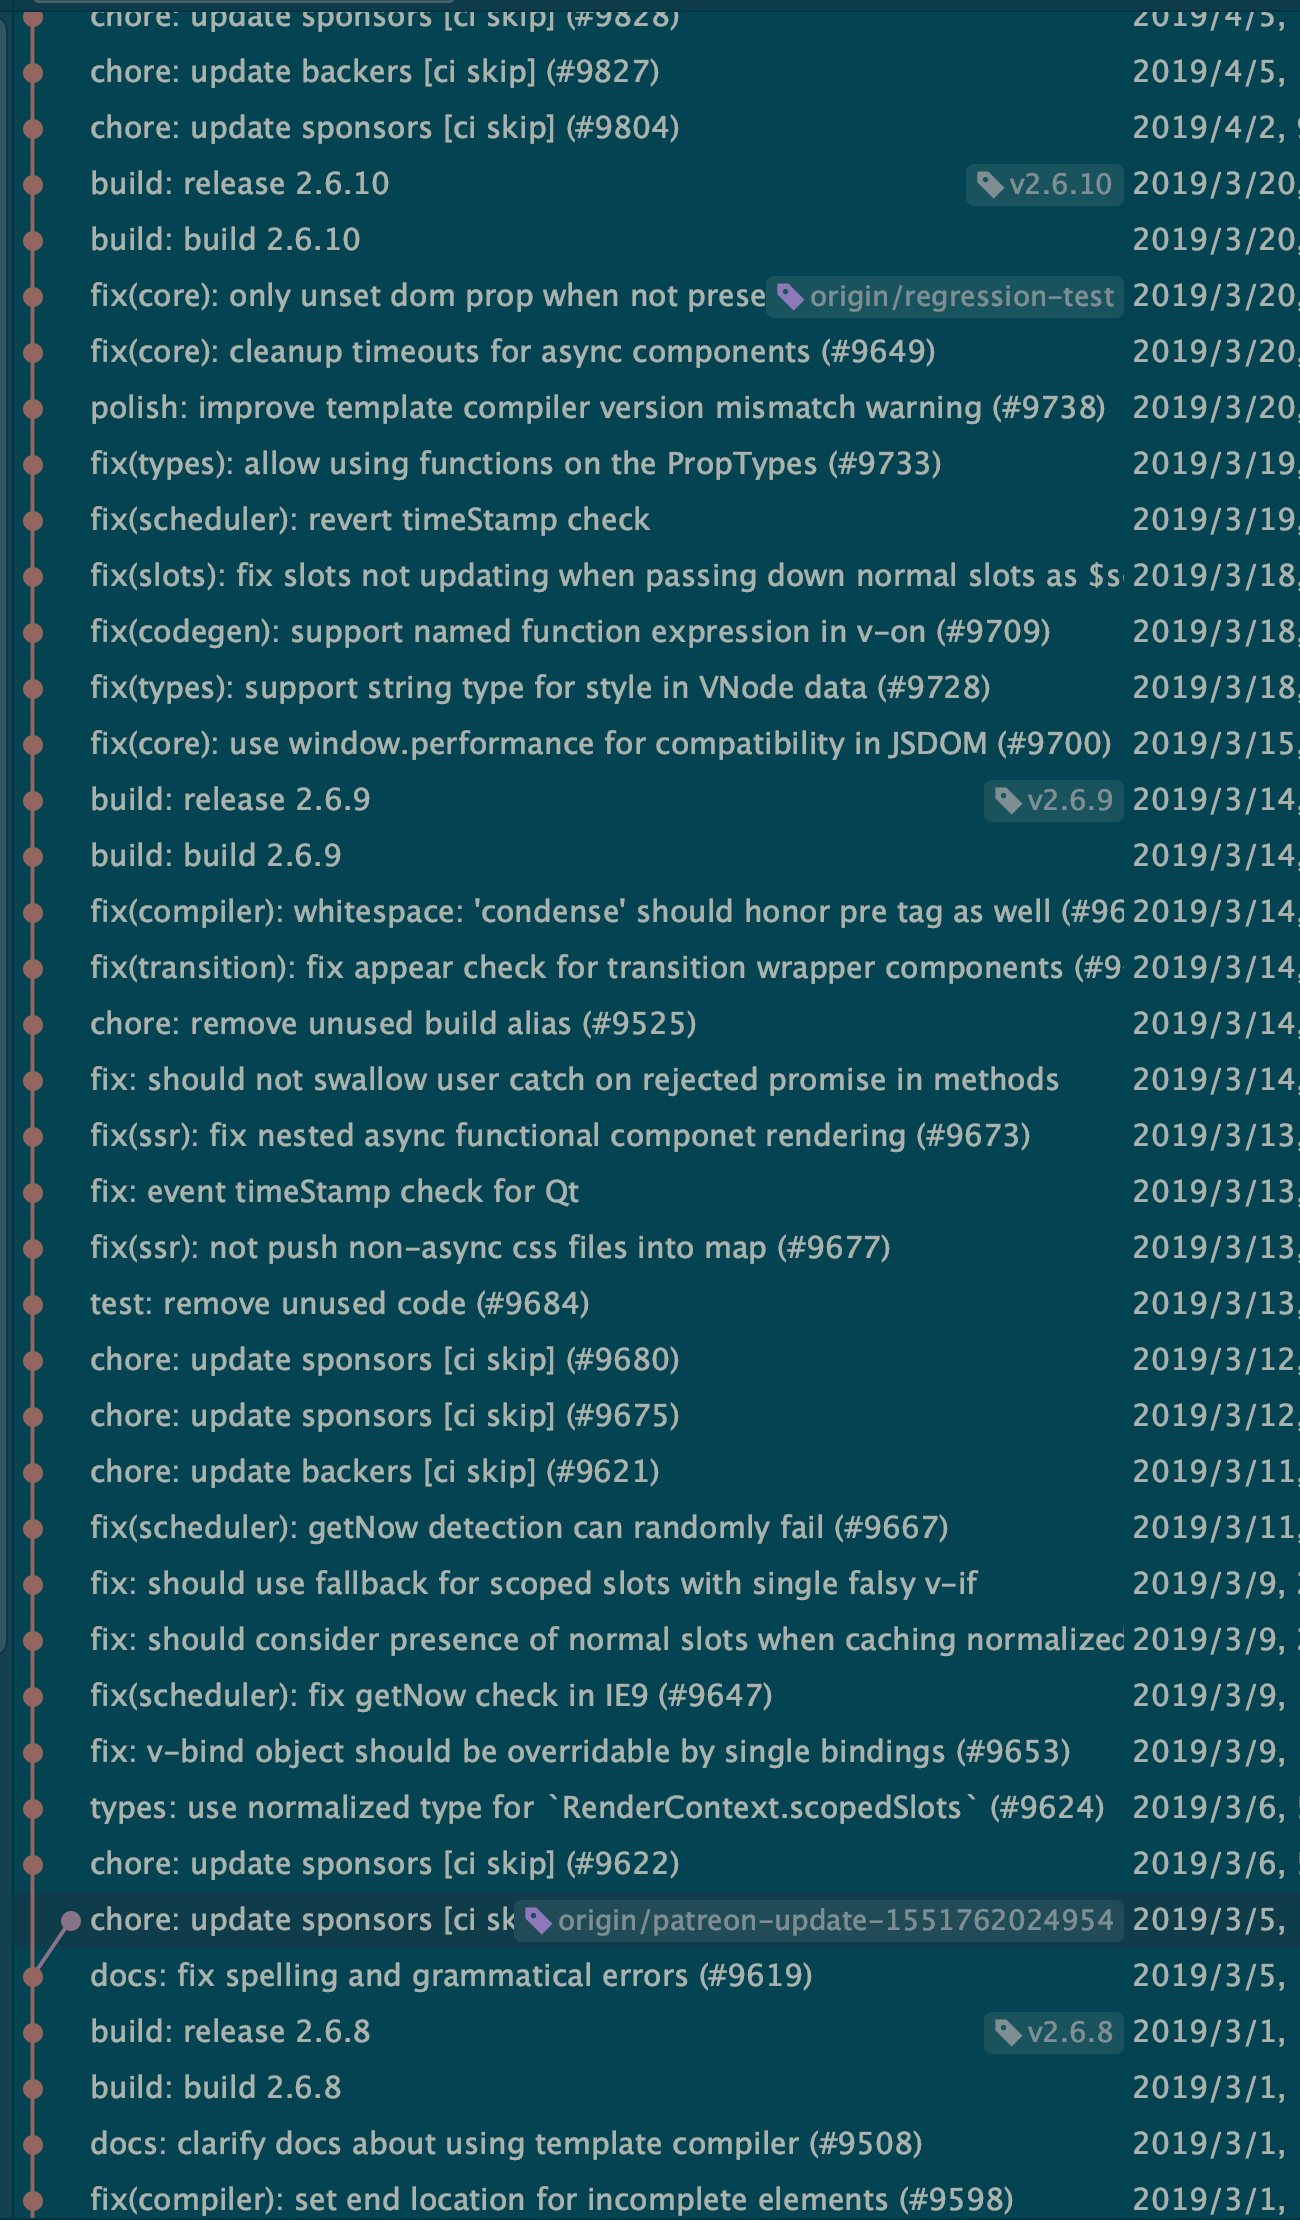 chore: update sponsors [ci skip] (#9828) 2019/4/5,
chore: update backers [ci skip] (#9827) 2019/4/5,
chore: update sponsors [ci skip] (#9804) 2019/4/2,
build: release 2.6.10 v2.6.10 2019/3/20,
build: build 2.6.10 2019/3/20,
fix(core): only unset dom prop when not prese origin/regression-test 2019/3/20,
fix(core): cleanup timeouts for async components (#9649) 2019/3/20,
polish: improve template compiler version mismatch warning (#9738) 2019/3/20,
fix(types): allow using functions on the PropTypes (#9733) 2019/3/19,
fix(scheduler): revert timeStamp check 2019/3/19,
fix(slots): fix slots not updating when passing down normal slots as $s 2019/3/18,
fix(codegen): support named function expression in v-on (#9709) 2019/3/18,
fix(types): support string type for style in VNode data (#9728) 2019/3/18,
fix(core): use window.performance for compatibility in JSDOM (#9700) 2019/3/15,
build: release 2.6.9 v2.6.9 2019/3/14,
build: build 2.6.9 2019/3/14,
fix(compiler): whitespace: 'condense' should honor pre tag as well (#96 2019/3/14,
fix(transition): fix appear check for transition wrapper components (#9 2019/3/14,
chore: remove unused build alias (#9525) 2019/3/14,
fix: should not swallow user catch on rejected promise in methods 2019/3/14,
fix(ssr): fix nested async functional componet rendering (#9673) 2019/3/13,
fix: event timeStamp check for Qt 2019/3/13,
fix(ssr): not push non-async css files into map (#9677) 2019/3/13,
test: remove unused code (#9684) 2019/3/13,
chore: update sponsors [ci skip] (#9680) 2019/3/12,
chore: update sponsors [ci skip] (#9675) 2019/3/12,
chore: update backers [ci skip] (#9621) 2019/3/11,
fix(scheduler): getNow detection can randomly fail (#9667) 2019/3/11,
fix: should use fallback for scoped slots with single falsy v-if 2019/3/9,
fix: should consider presence of normal slots when caching normalized 2019/3/9,
fix(scheduler): fix getNow check in IE9 (#9647) 2019/3/9,
fix: v-bind object should be overridable by single bindings (#9653) 2019/3/9,
types: use normalized type for `RenderContext.scopedSlots` (#9624) 2019/3/6,
chore: update sponsors [ci skip] (#9622) 2019/3/6,
chore: update sponsors [ci sk origin/patreon-update-1551762024954 2019/3/5,
docs: fix spelling and grammatical errors (#9619) 2019/3/5,
build: release 2.6.8 v2.6.8 2019/3/1,
build: build 2.6.8 2019/3/1,
docs: clarify docs about using template compiler (#9508) 2019/3/1,
fix(compiler): set end location for incomplete elements (#9598) 2019/3/1,